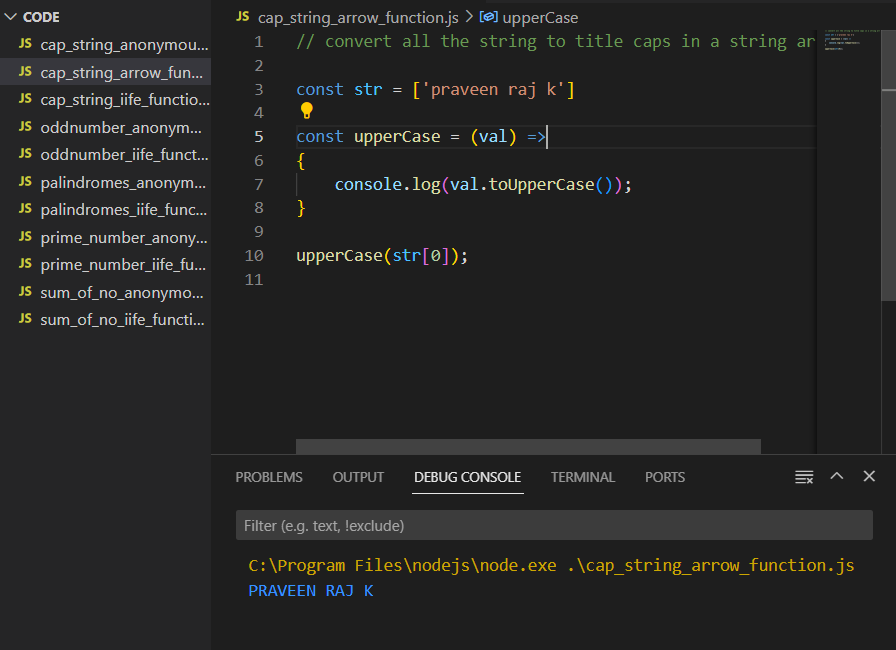 CODE
JS cap_string_anonymou...
JS cap_string_arrow_fun...
JS cap_string_iife_functio...
JS oddnumber_anonym...
JS oddnumber_iife_funct...
JS palindromes_anonym...
JS palindromes_iife_func...
JS prime_number_anony...
JS prime_number_iife_fu...
JS sum_of_no_anonymo...
JS sum_of_no_iife_functi...
JS cap_string_arrow_function.js > upperCase
1 // convert all the string to title caps in a string ar
2
3 const str = ['praveen raj k']
4
5 const upperCase = (val) =>
6 {
7 console.log(val.toUpperCase());
8 }
9
10 upperCase(str[0]);
11
PROBLEMS OUTPUT DEBUG CONSOLE TERMINAL PORTS
Filter (e.g. text, !exclude)
C:\Program Files\nodejs\node.exe .\cap_string_arrow_function.js
PRAVEEN RAJ K